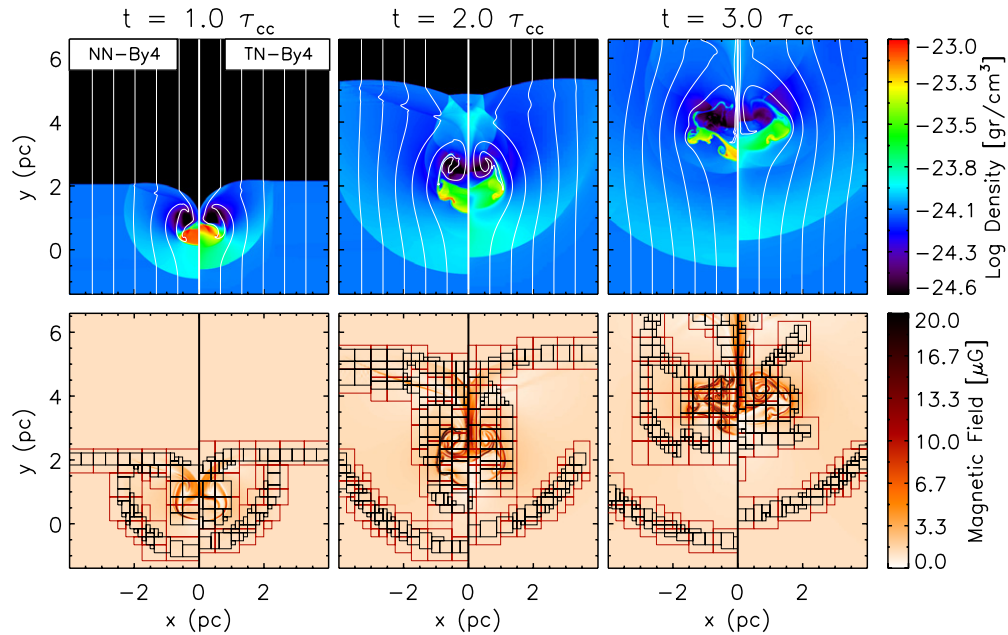 t = 1.0 τcc
t = 2.0 τcc
t = 3.0 τcc
NN-By4
TN-By4
y (pc)
6
4
2
0
-23.0
-23.3
-23.5
-23.8
-24.1
-24.3
-24.6
Log Density [gr/cm³]
y (pc)
6
4
2
0
20.0
16.7
13.3
10.0
6.7
3.3
0.0
Magnetic Field [μG]
-2 0 2
-2 0 2
-2 0 2
x (pc)
x (pc)
x (pc)